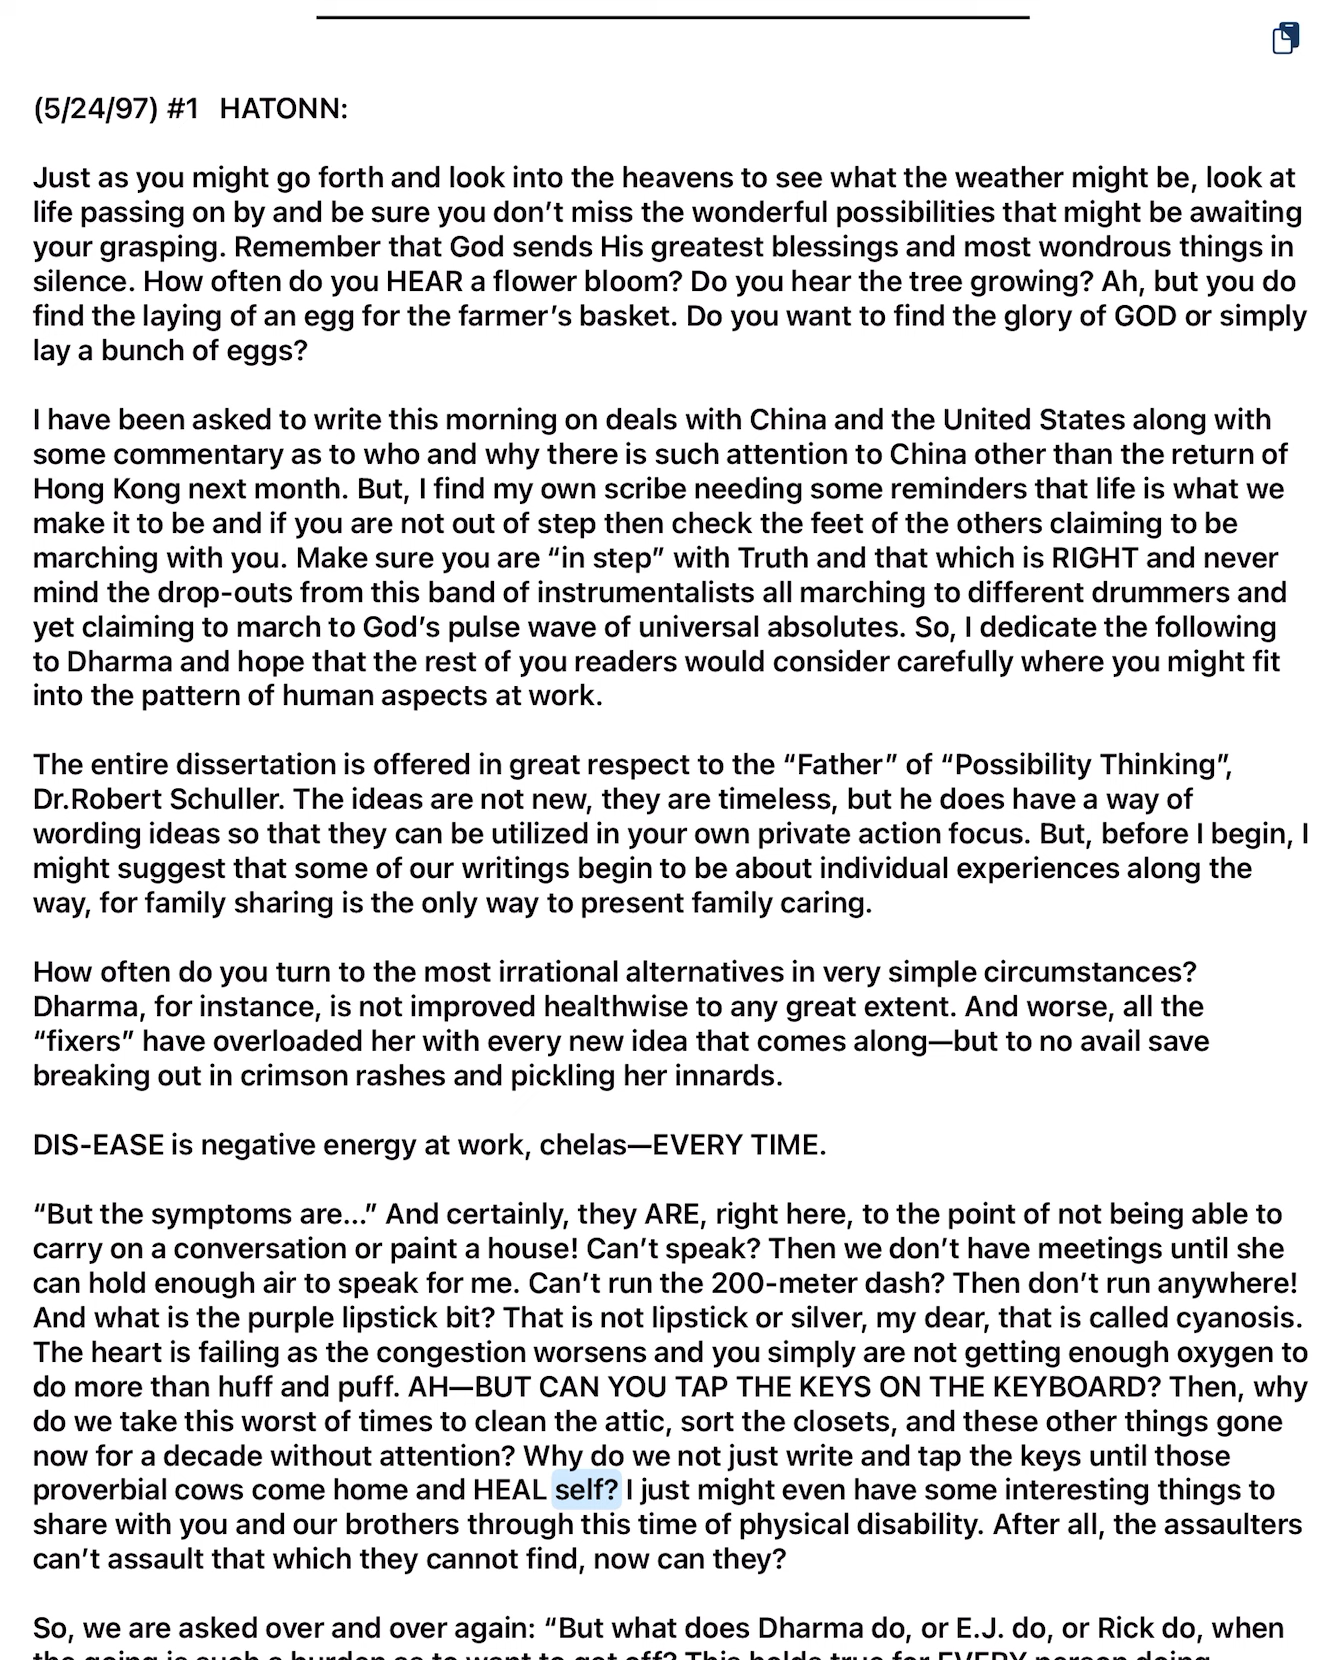 (5/24/97) #1 HATONN:
Just as you might go forth and look into the heavens to see what the weather might be, look at
life passing on by and be sure you don’t miss the wonderful possibilities that might be awaiting
your grasping. Remember that God sends His greatest blessings and most wondrous things in
silence. How often do you HEAR a flower bloom? Do you hear the tree growing? Ah, but you do
find the laying of an egg for the farmer’s basket. Do you want to find the glory of GOD or simply
lay a bunch of eggs?
I have been asked to write this morning on deals with China and the United States along with
some commentary as to who and why there is such attention to China other than the return of
Hong Kong next month. But, I find my own scribe needing some reminders that life is what we
make it to be and if you are not out of step then check the feet of the others claiming to be
marching with you. Make sure you are “in step” with Truth and that which is RIGHT and never
mind the drop-outs from this band of instrumentalists all marching to different drummers and
yet claiming to march to God’s pulse wave of universal absolutes. So, I dedicate the following
to Dharma and hope that the rest of you readers would consider carefully where you might fit
into the pattern of human aspects at work.
The entire dissertation is offered in great respect to the “Father” of “Possibility Thinking”,
Dr.Robert Schuller. The ideas are not new, they are timeless, but he does have a way of
wording ideas so that they can be utilized in your own private action focus. But, before I begin, I
might suggest that some of our writings begin to be about individual experiences along the
way, for family sharing is the only way to present family caring.
How often do you turn to the most irrational alternatives in very simple circumstances?
Dharma, for instance, is not improved healthwise to any great extent. And worse, all the
“fixers” have overloaded her with every new idea that comes along—but to no avail save
breaking out in crimson rashes and pickling her innards.
DIS-EASE is negative energy at work, chelas—EVERY TIME.
“But the symptoms are...” And certainly, they ARE, right here, to the point of not being able to
carry on a conversation or paint a house! Can’t speak? Then we don’t have meetings until she
can hold enough air to speak for me. Can’t run the 200-meter dash? Then don’t run anywhere!
And what is the purple lipstick bit? That is not lipstick or silver, my dear, that is called cyanosis.
The heart is failing as the congestion worsens and you simply are not getting enough oxygen to
do more than huff and puff. AH—BUT CAN YOU TAP THE KEYS ON THE KEYBOARD? Then, why
do we take this worst of times to clean the attic, sort the closets, and these other things gone
now for a decade without attention? Why do we not just write and tap the keys until those
proverbial cows come home and HEAL self? I just might even have some interesting things to
share with you and our brothers through this time of physical disability. After all, the assaulters
can’t assault that which they cannot find, now can they?
So, we are asked over and over again: “But what does Dharma do, or E.J. do, or Rick do, when
the going is such a burden as to want to get off? This holds true for EVERY person doing